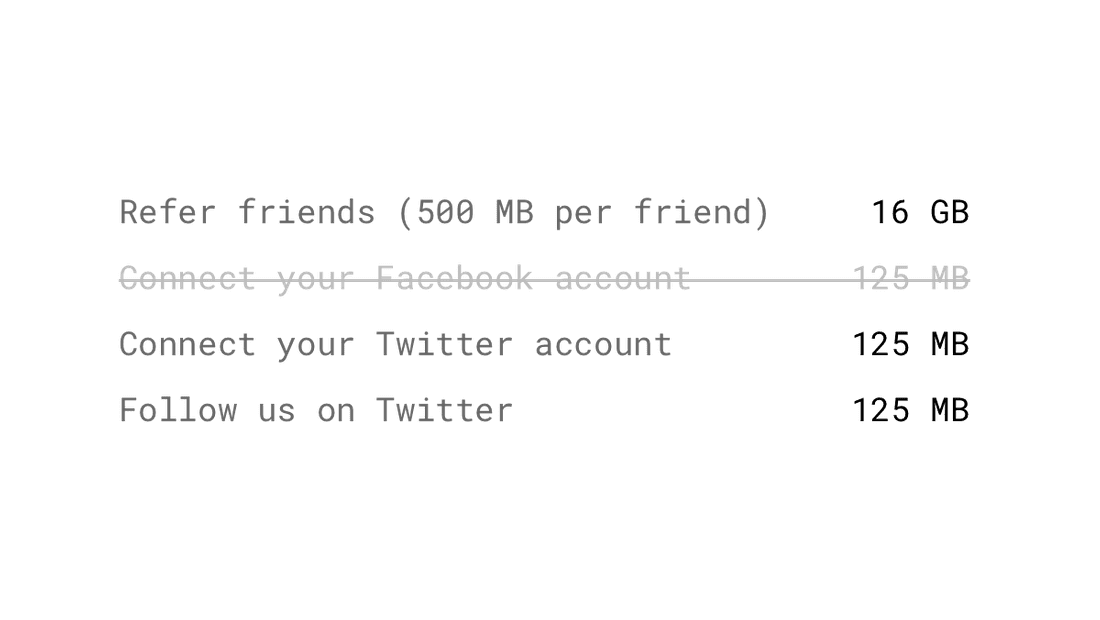 Refer friends (500 MB per friend) 16 GB
Connect your Facebook account 125 MB
Connect your Twitter account 125 MB
Follow us on Twitter 125 MB